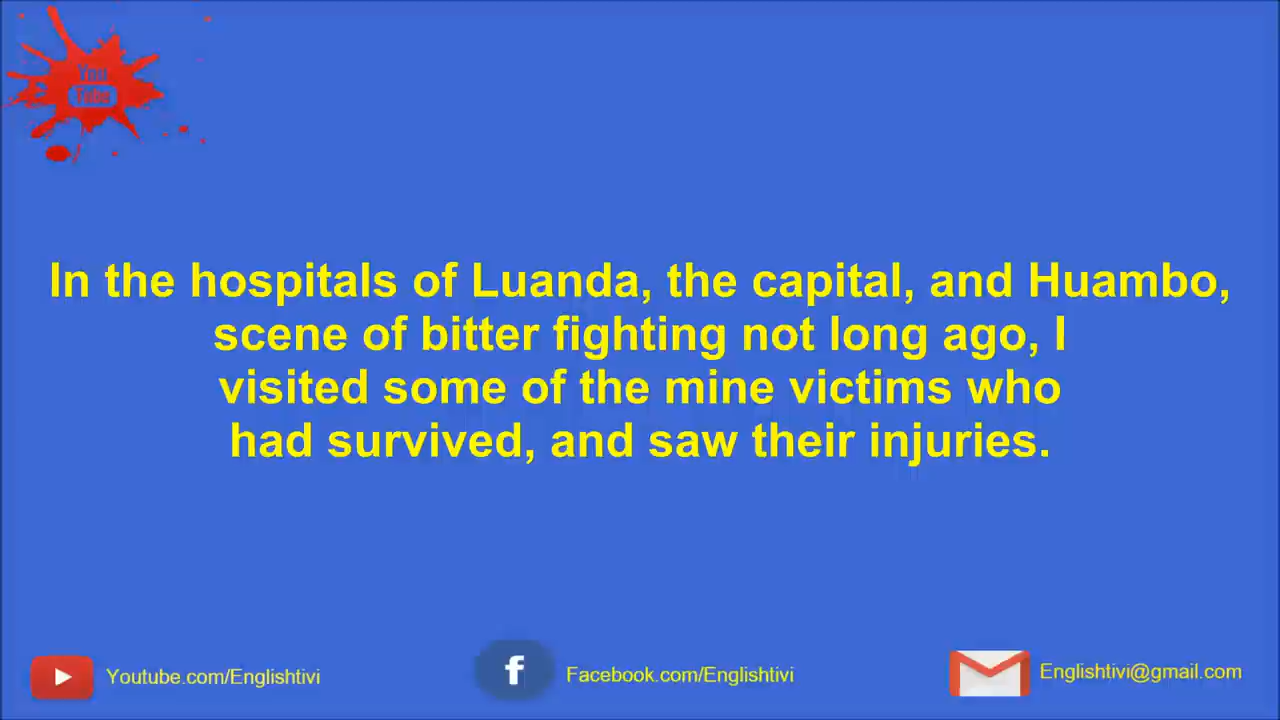 You
Tube
In the hospitals of Luanda, the capital, and Huambo,
scene of bitter fighting not long ago, I
visited some of the mine victims who
had survived, and saw their injuries.
Youtube.com/Englishtivi
f
Facebook.com/Englishtivi
Englishtivi@gmail.com